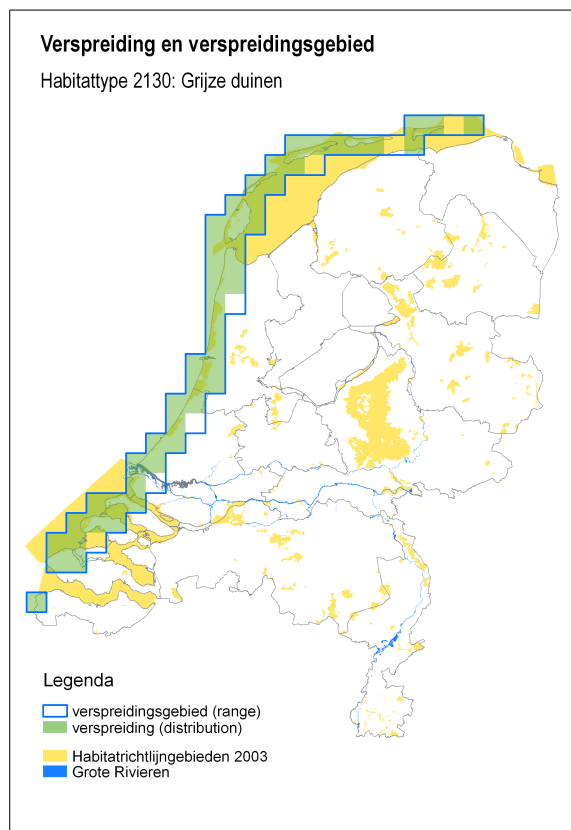 Verspreiding en verspreidingsgebied
Habitattype 2130: Grijze duinen
Legenda
verspreidingsgebied (range)
verspreiding (distribution)
Habitatrichtlijngebieden 2003
Grote Rivieren